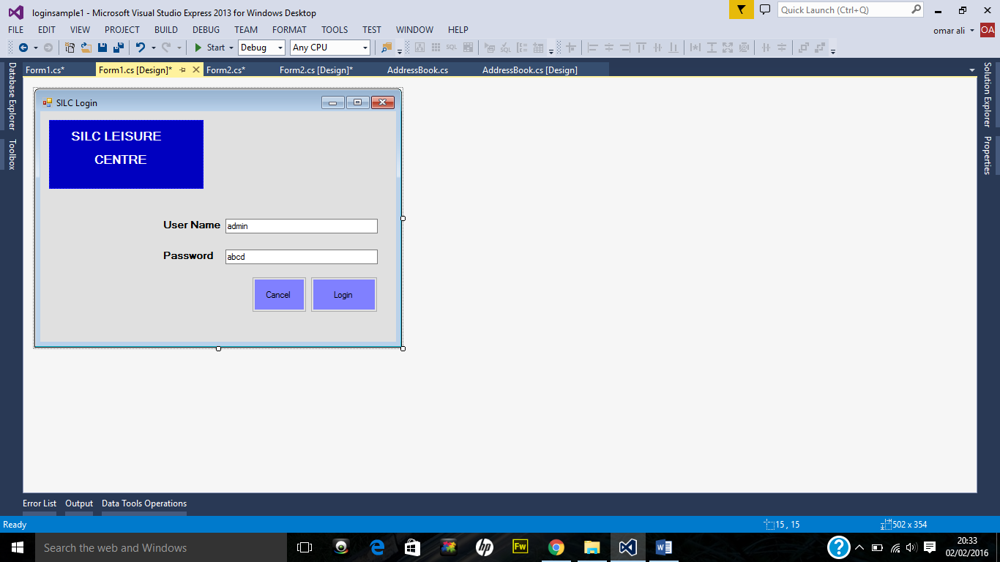 loginsample1 - Microsoft Visual Studio Express 2013 for Windows Desktop
Quick Launch (Ctrl+Q)
FILE EDIT VIEW PROJECT BUILD DEBUG TEAM FORMAT TOOLS TEST WINDOW HELP
omar ali OA
Start Debug Any CPU SQL
Form1.cs* Form1.cs [Design]* Form2.cs* Form2.cs [Design]* AddressBook.cs AddressBook.cs [Design]
Database Explorer
Toolbox
Solution Explorer
Properties
SILC Login
SILC LEISURE
CENTRE
User Name admin
Password abcd
Cancel Login
Error List Output Data Tools Operations
Ready 15 , 15 502 x 354
Search the web and Windows
hp
Fw
20:33
02/02/2016